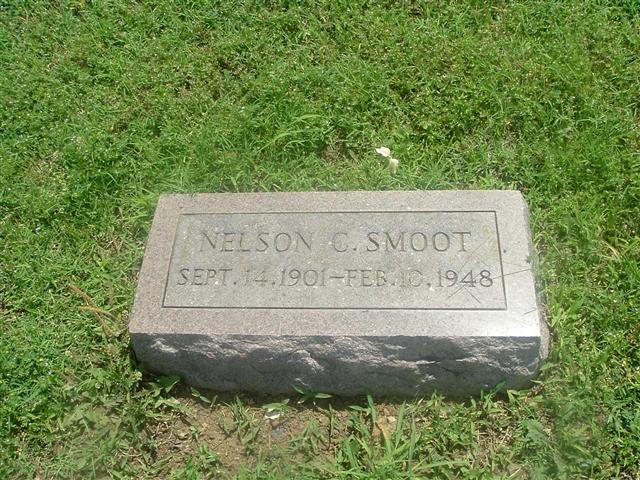 NELSON C. SMOOT
SEPT. 14, 1901–FEB. 10, 1948